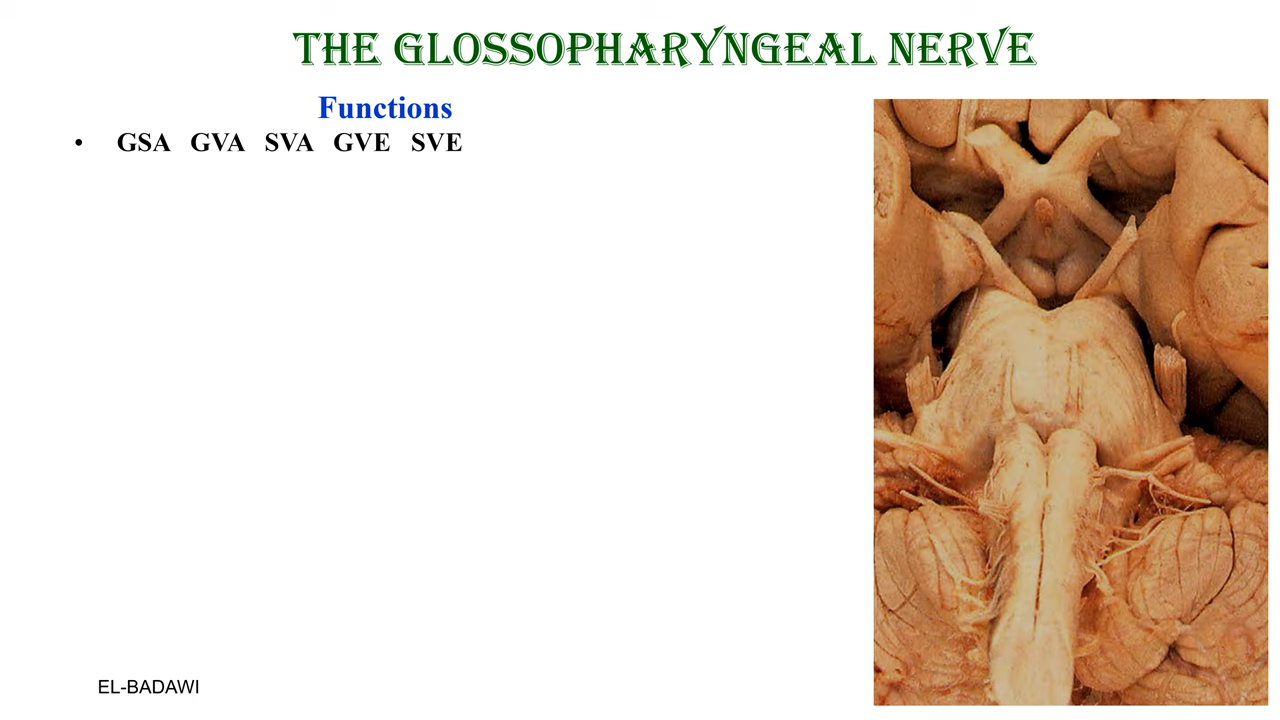 THE GLOSSOPHARYNGEAL NERVE
Functions
• GSA GVA SVA GVE SVE
EL-BADAWI